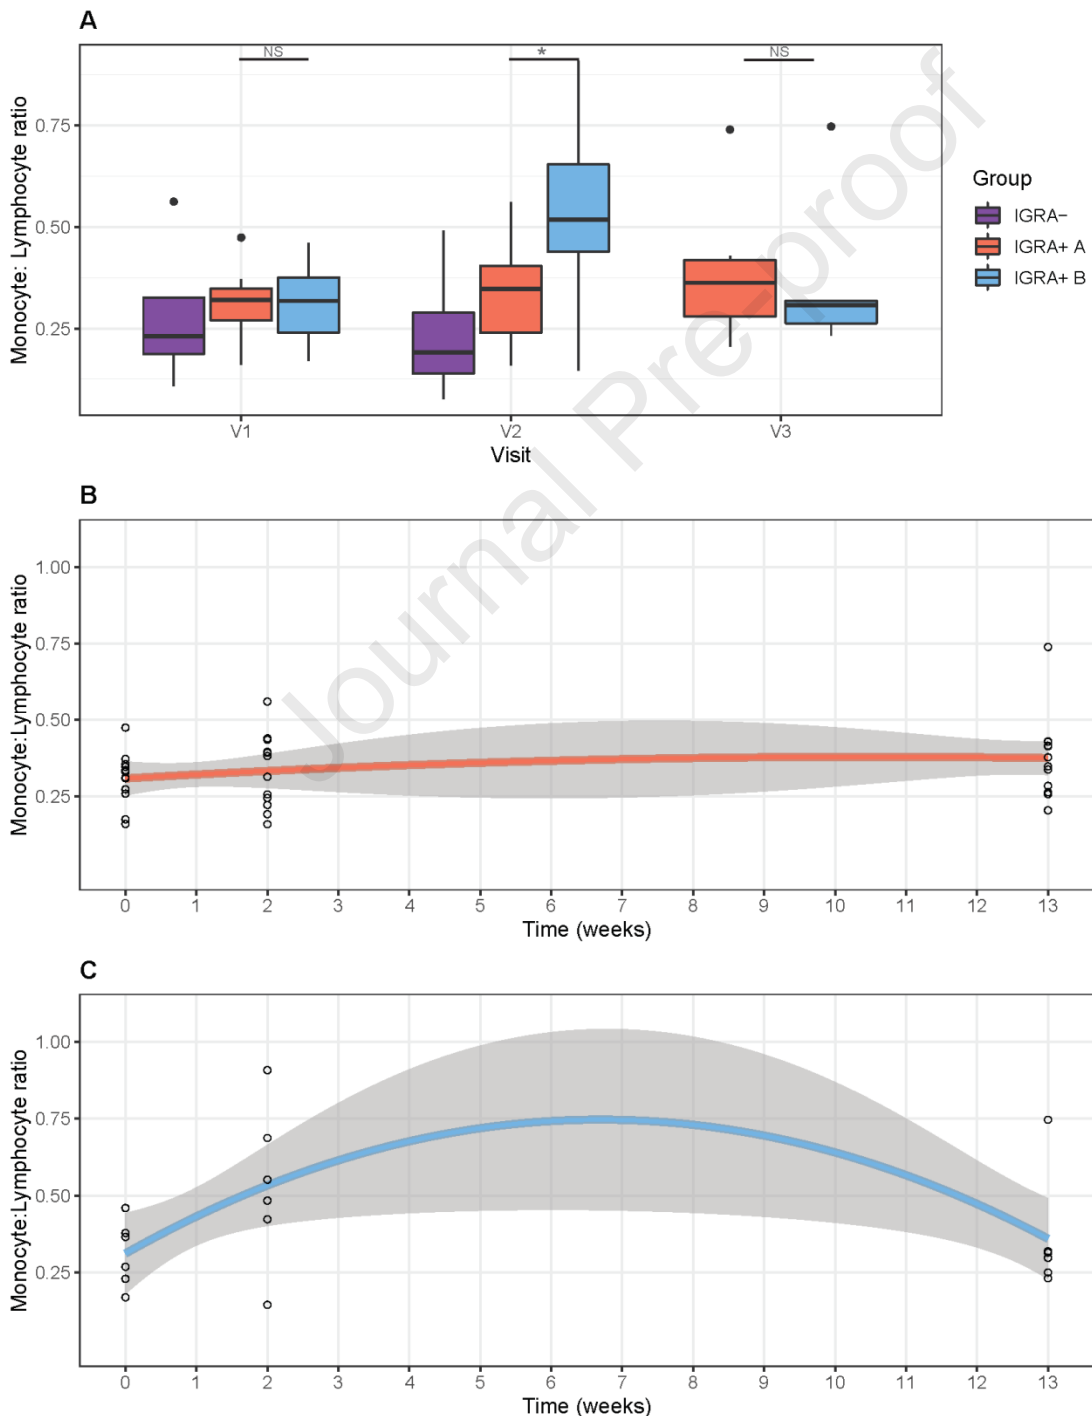 A
NS
*
NS
Monocyte: Lymphocyte ratio
0.75
0.50
0.25
V1
V2
V3
Visit
Group
IGRA−
IGRA+ A
IGRA+ B
Journal Pre-proof
B
Monocyte:Lymphocyte ratio
1.00
0.75
0.50
0.25
0 1 2 3 4 5 6 7 8 9 10 11 12 13
Time (weeks)
C
Monocyte:Lymphocyte ratio
1.00
0.75
0.50
0.25
0 1 2 3 4 5 6 7 8 9 10 11 12 13
Time (weeks)